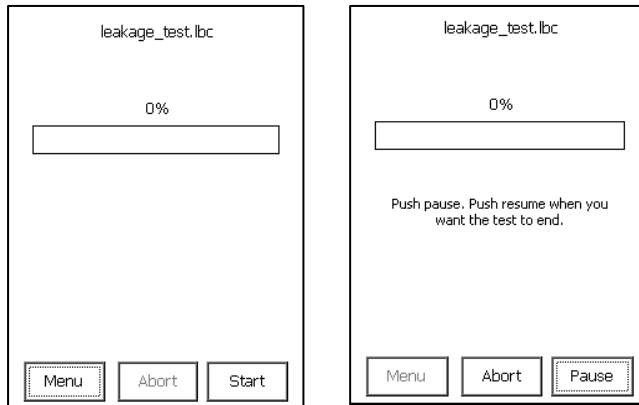 leakage_test.lbc
0%
Menu
Abort
Start
leakage_test.lbc
0%
Push pause. Push resume when you
want the test to end.
Menu
Abort
Pause